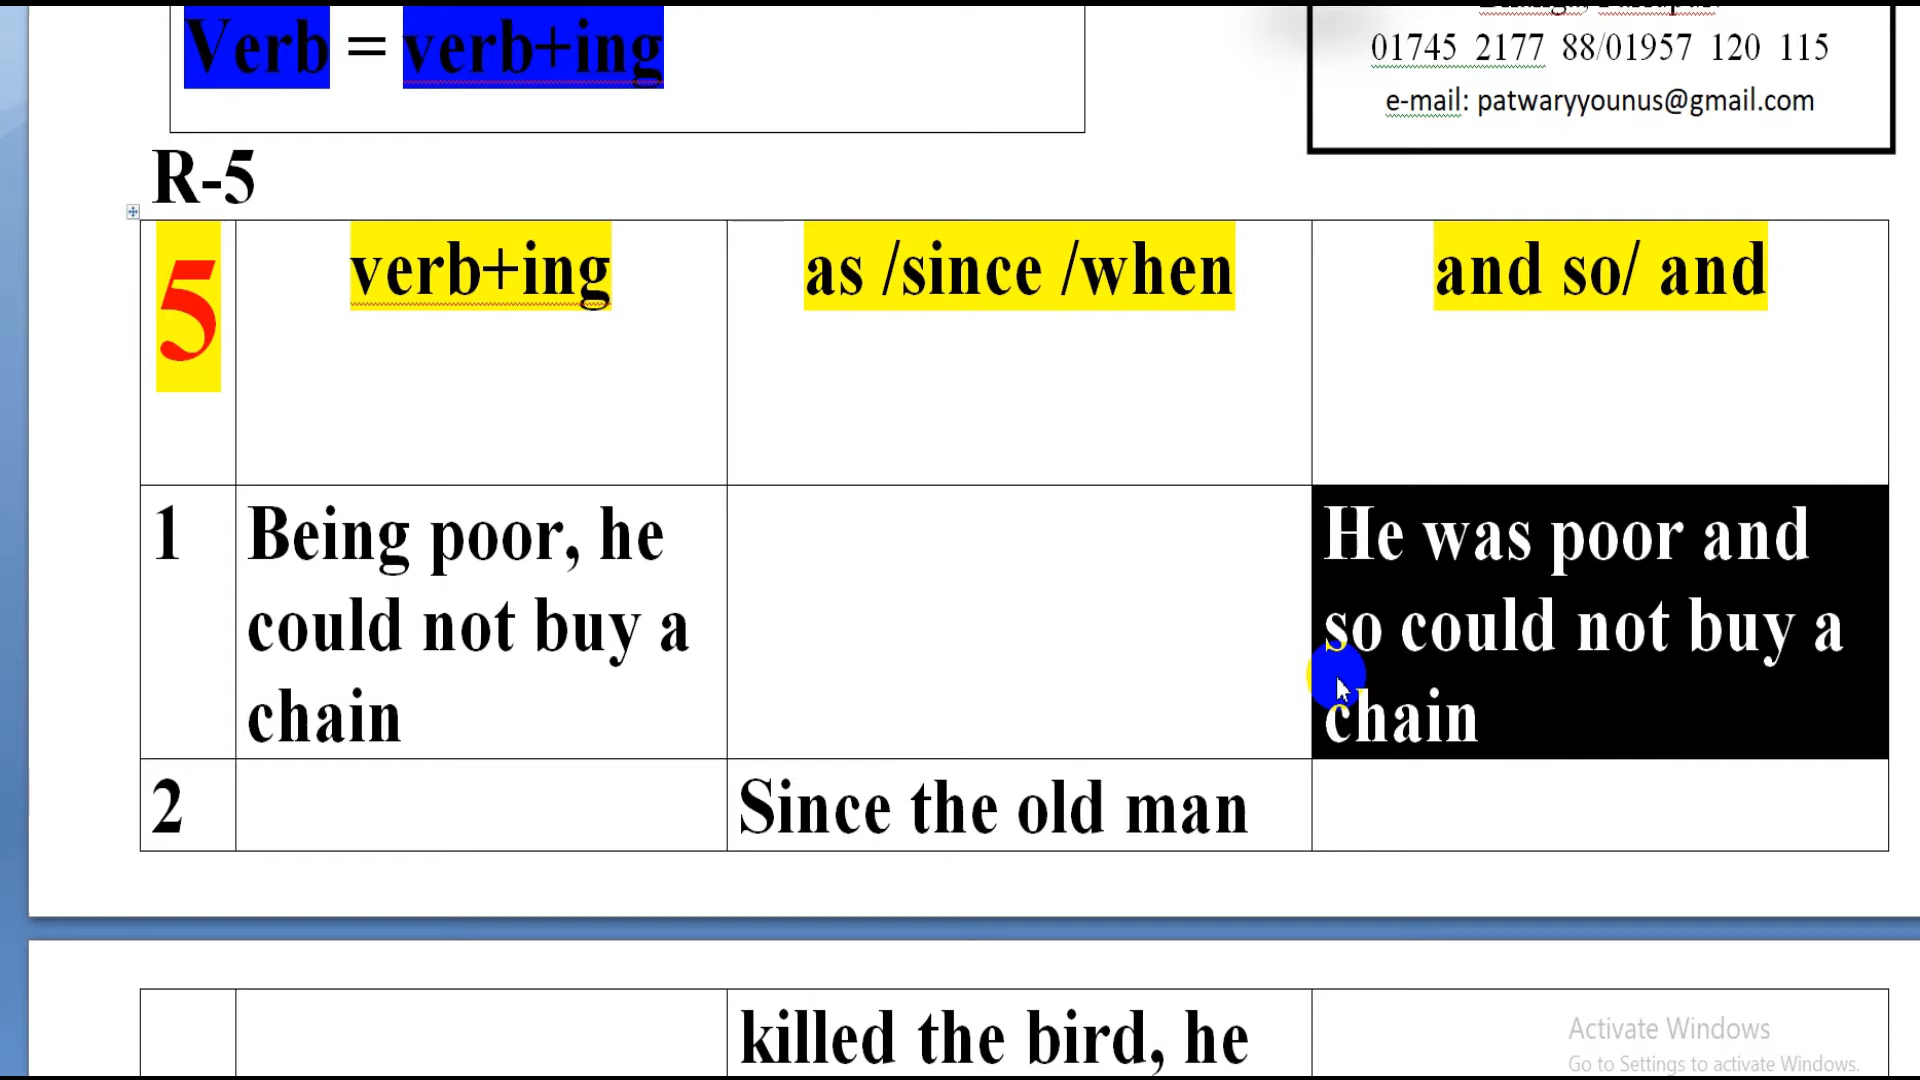 Verb = verb+ing
01745 2177 88/01957 120 115
e-mail: patwaryyounus@gmail.com
R-5
5
verb+ing
as /since /when
and so/ and
1
Being poor, he
could not buy a
chain
He was poor and
so could not buy a
chain
2
Since the old man
killed the bird, he
Activate Windows
Go to Settings to activate Windows.